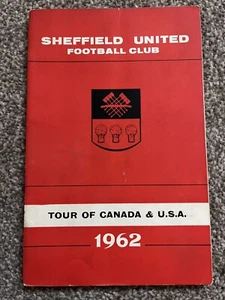 SHEFFIELD UNITED
FOOTBALL CLUB
TOUR OF CANADA & U.S.A.
1962